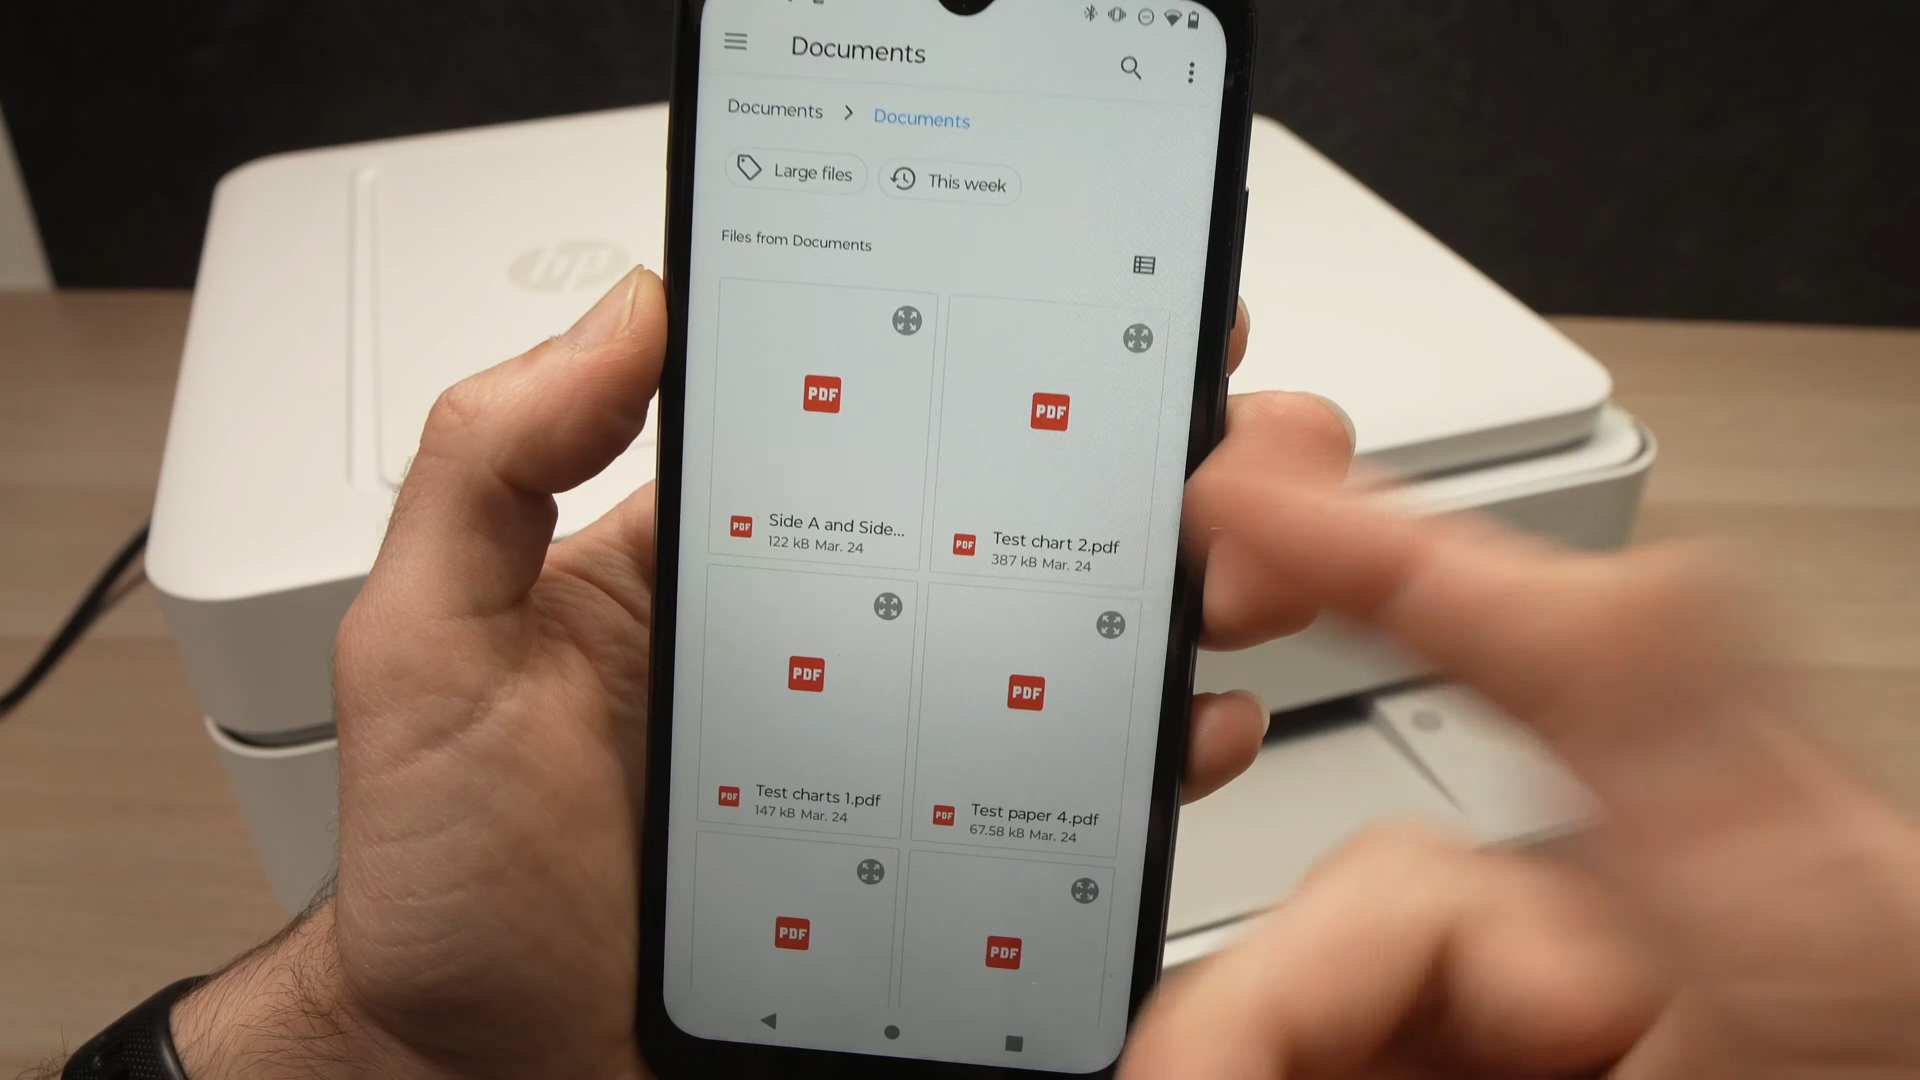 Documents
Documents > Documents
Large files
This week
Files from Documents
PDF
PDF
PDF Side A and Side...
122 kB Mar. 24
PDF Test chart 2.pdf
387 kB Mar. 24
PDF
PDF
PDF Test charts 1.pdf
147 kB Mar. 24
PDF Test paper 4.pdf
67.58 kB Mar. 24
PDF
PDF
hp